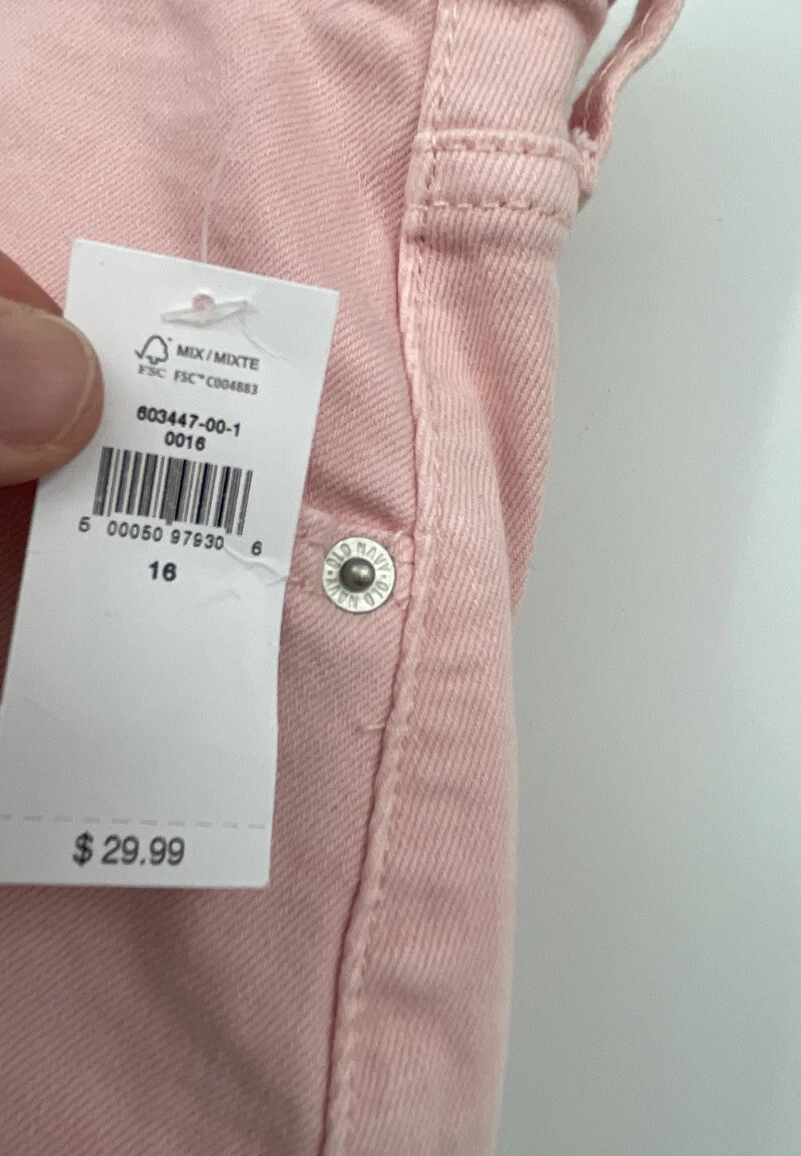 MIX / MIXTE
FSC FSC™ C004883
603447-00-1
0016
5 00050 97930 6
16
OLD NAVY • OLD NAVY •
$ 29.99